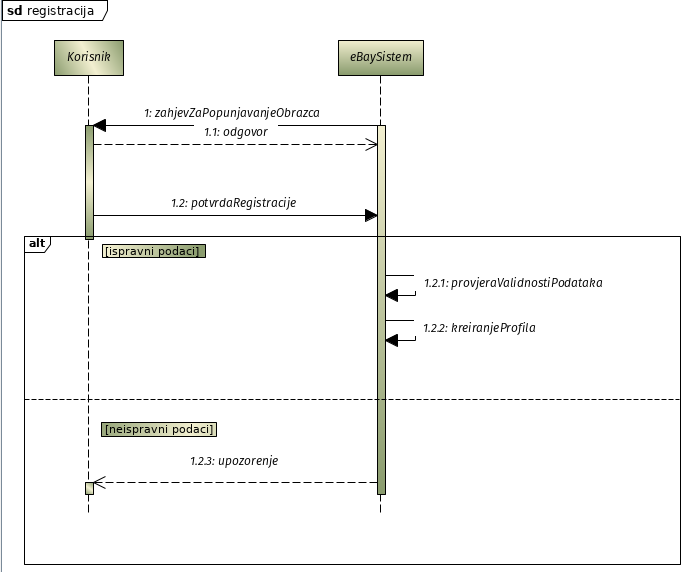 sd registracija
Korisnik
eBaySistem
1: zahjevZaPopunjavanjeObrazca
1.1: odgovor
1.2: potvrdaRegistracije
alt
[ispravni podaci]
1.2.1: provjeraValidnostiPodataka
1.2.2: kreiranjeProfila
[neispravni podaci]
1.2.3: upozorenje